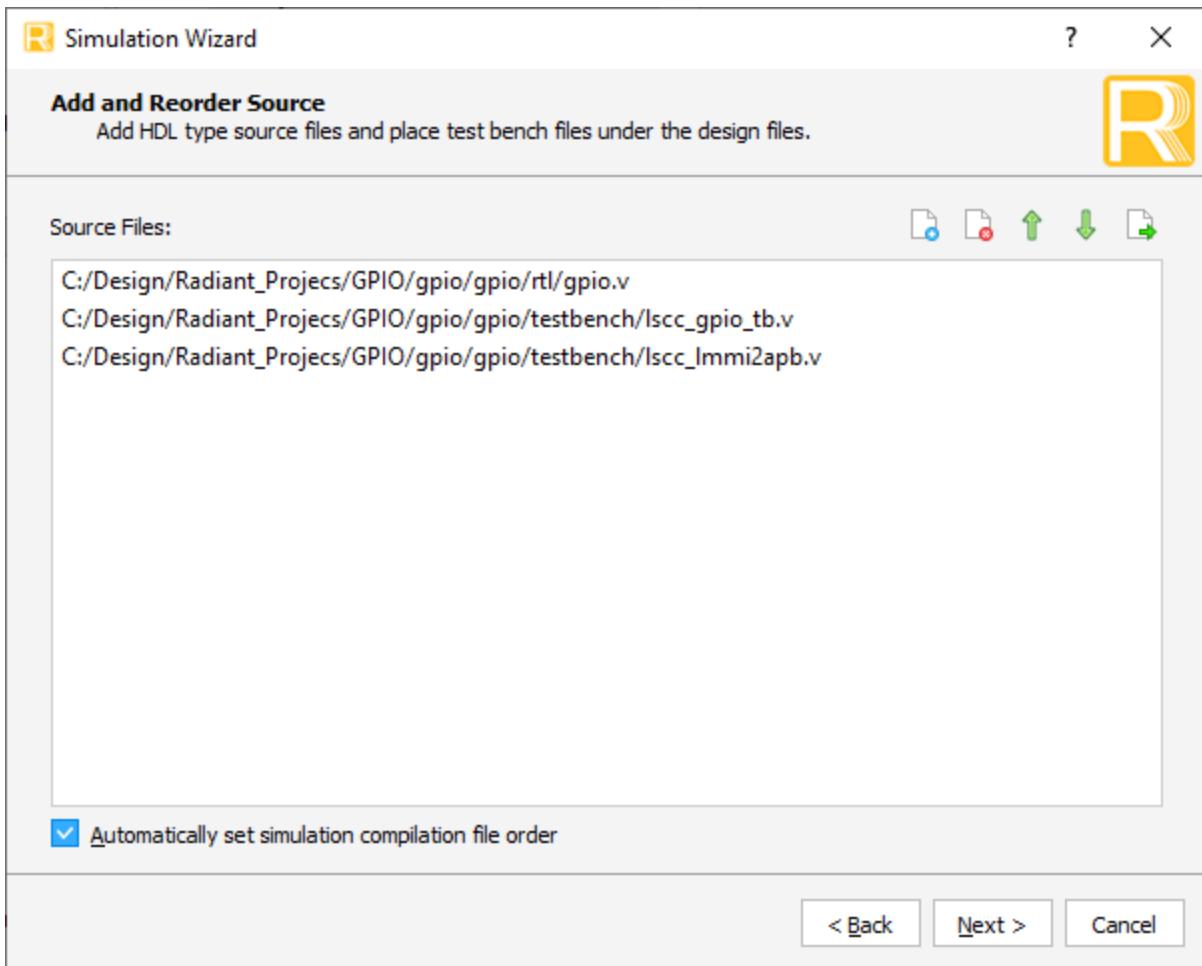 Simulation Wizard ?
Add and Reorder Source
Add HDL type source files and place test bench files under the design files.
Source Files:
C:/Design/Radiant_Projecs/GPIO/gpio/gpio/rtl/gpio.v
C:/Design/Radiant_Projecs/GPIO/gpio/gpio/testbench/lscc_gpio_tb.v
C:/Design/Radiant_Projecs/GPIO/gpio/gpio/testbench/lscc_lmmi2apb.v
Automatically set simulation compilation file order
< Back Next > Cancel